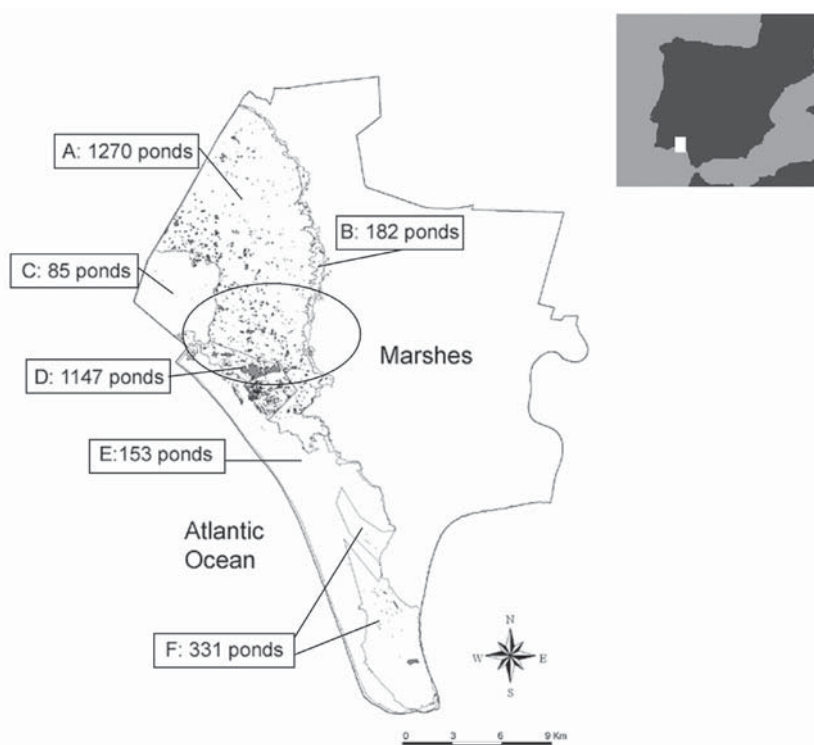 A: 1270 ponds
B: 182 ponds
C: 85 ponds
Marshes
D: 1147 ponds
E:153 ponds
Atlantic
Ocean
F: 331 ponds
N
W E
S
0 3 6 9 Km